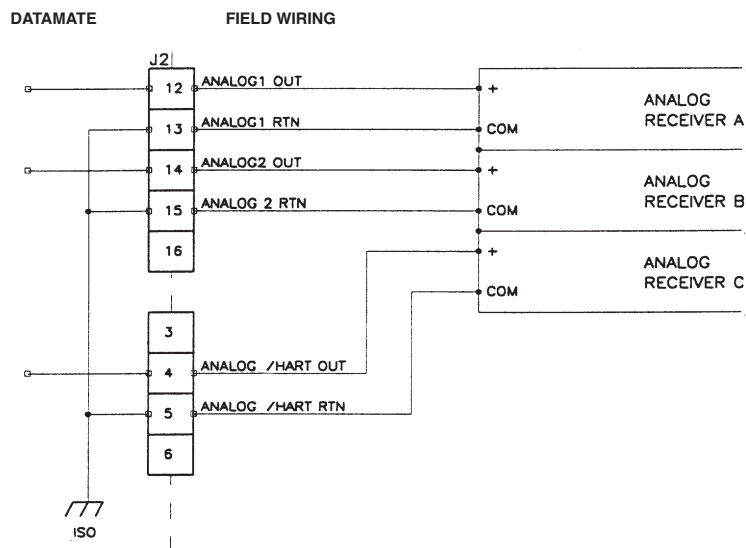 DATAMATE
FIELD WIRING
J2
12 ANALOG1 OUT
+
ANALOG
RECEIVER A
13 ANALOG1 RTN
COM
14 ANALOG2 OUT
+
ANALOG
RECEIVER B
15 ANALOG 2 RTN
COM
16
+
ANALOG
RECEIVER C
COM
3
4 ANALOG /HART OUT
5 ANALOG /HART RTN
6
ISO